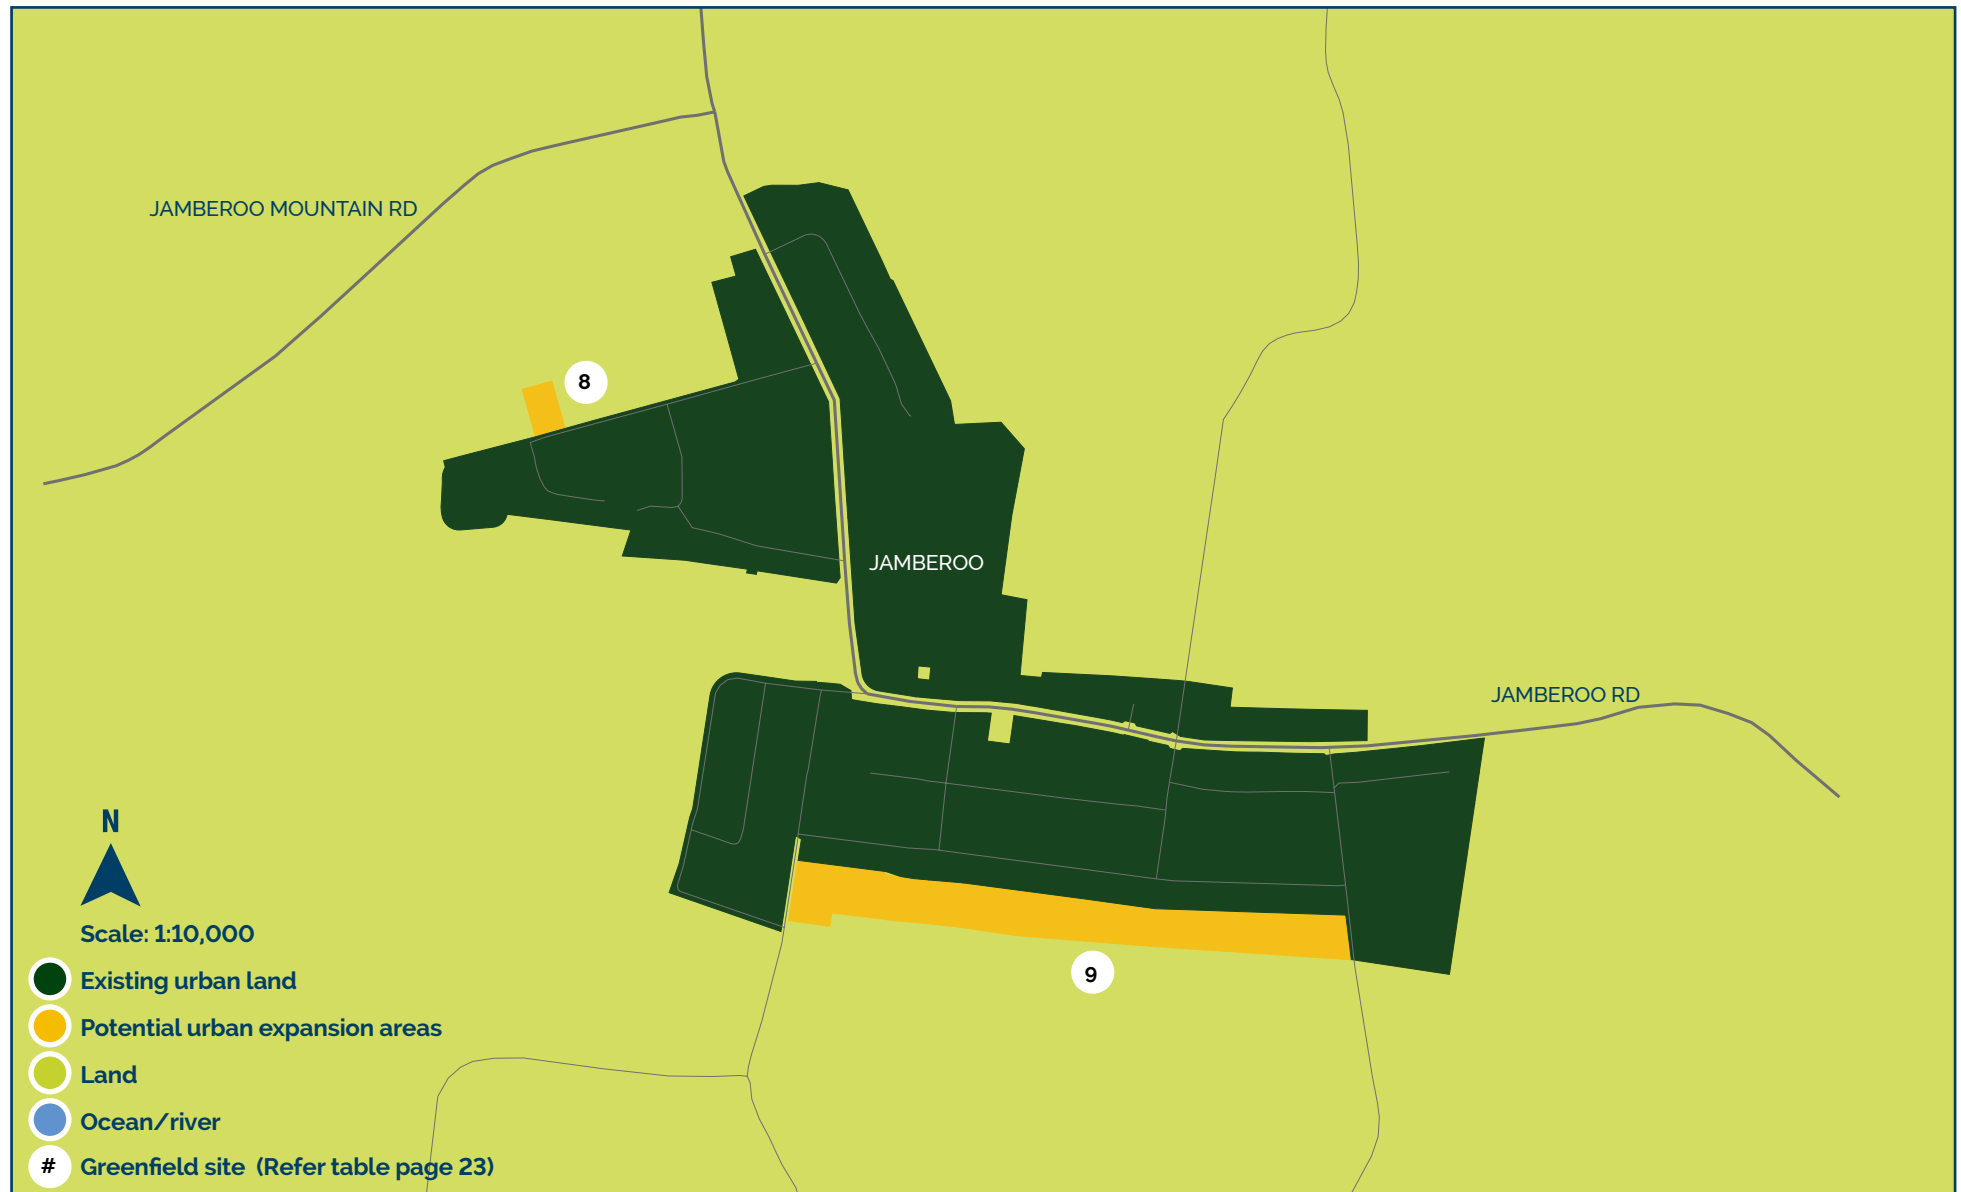 JAMBEROO MOUNTAIN RD
8
JAMBEROO
JAMBEROO RD
9
N
Scale: 1:10,000
Existing urban land
Potential urban expansion areas
Land
Ocean/river
# Greenfield site (Refer table page 23)